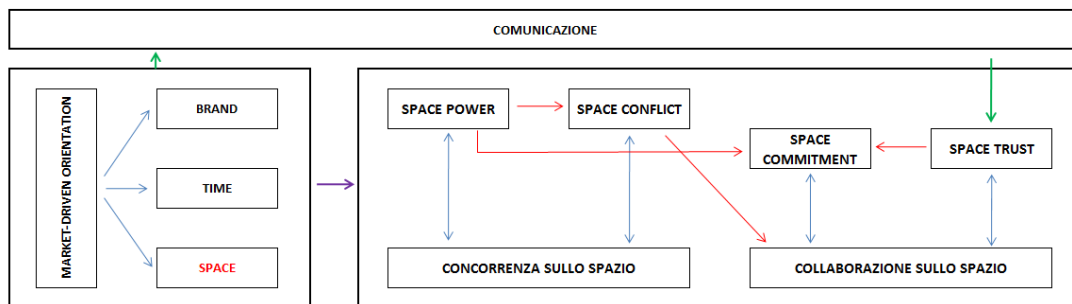 COMUNICAZIONE
MARKET-DRIVEN ORIENTATION
BRAND
TIME
SPACE
SPACE POWER
SPACE CONFLICT
SPACE
COMMITMENT
SPACE TRUST
CONCORRENZA SULLO SPAZIO
COLLABORAZIONE SULLO SPAZIO